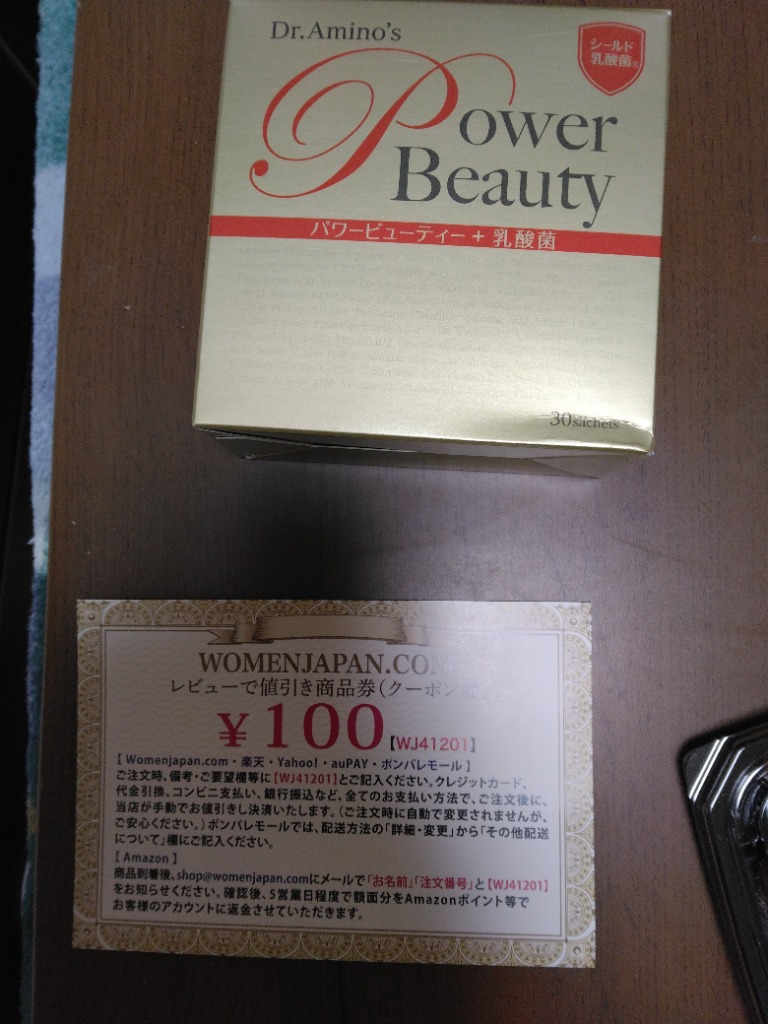 Dr.Amino's
シールド
乳酸菌®
Power
Beauty
パワービューティー + 乳酸菌
30sachets
WOMENJAPAN.COM
レビューで値引き商品券(クーポン
¥100【WJ41201】
【 Womenjapan.com・楽天・Yahoo!・auPAY・ポンパレモール 】
ご注文時、備考・ご要望欄等に【WJ41201】とご記入ください。クレジットカード、
代金引換、コンビニ支払い、銀行振込など、全てのお支払い方法で、ご注文後に、
当店が手動でお値引きし決済いたします。(ご注文時に自動で変更されませんが、
ご安心ください。)ポンパレモールでは、配送方法の「詳細・変更」から「その他配送
について」欄にご記入ください。
【 Amazon 】
商品到着後、shop@womenjapan.comにメールで「お名前」「注文番号」と【WJ41201】
をお知らせください。確認後、5営業日程度で額面分をAmazonポイント等で
お客様のアカウントに返金させていただきます。